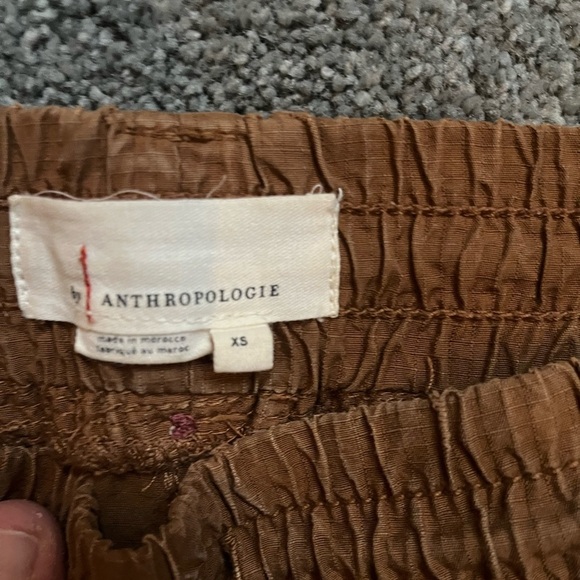 by ANTHROPOLOGIE
made in morocco
fabriqué au maroc
XS